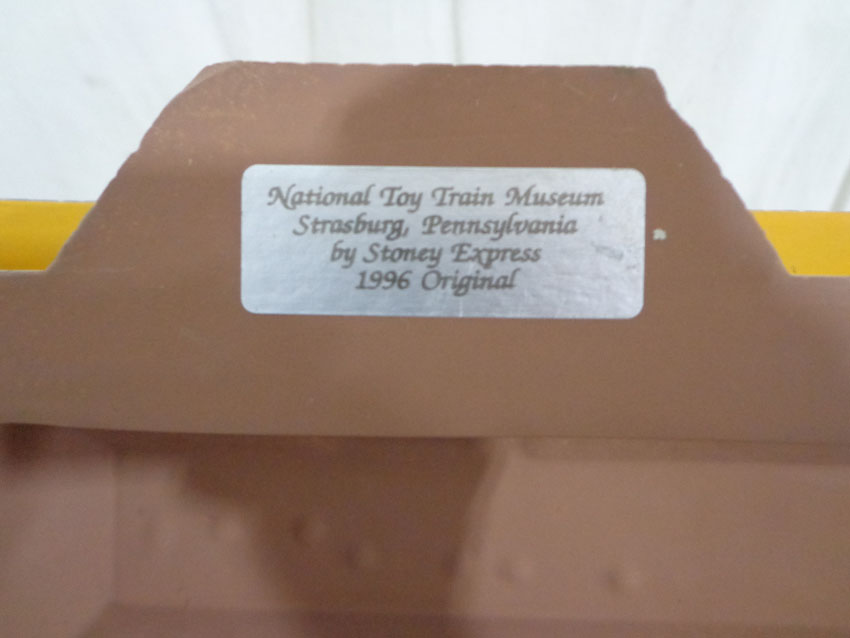 National Toy Train Museum
Strasburg, Pennsylvania
by Stoney Express
1996 Original